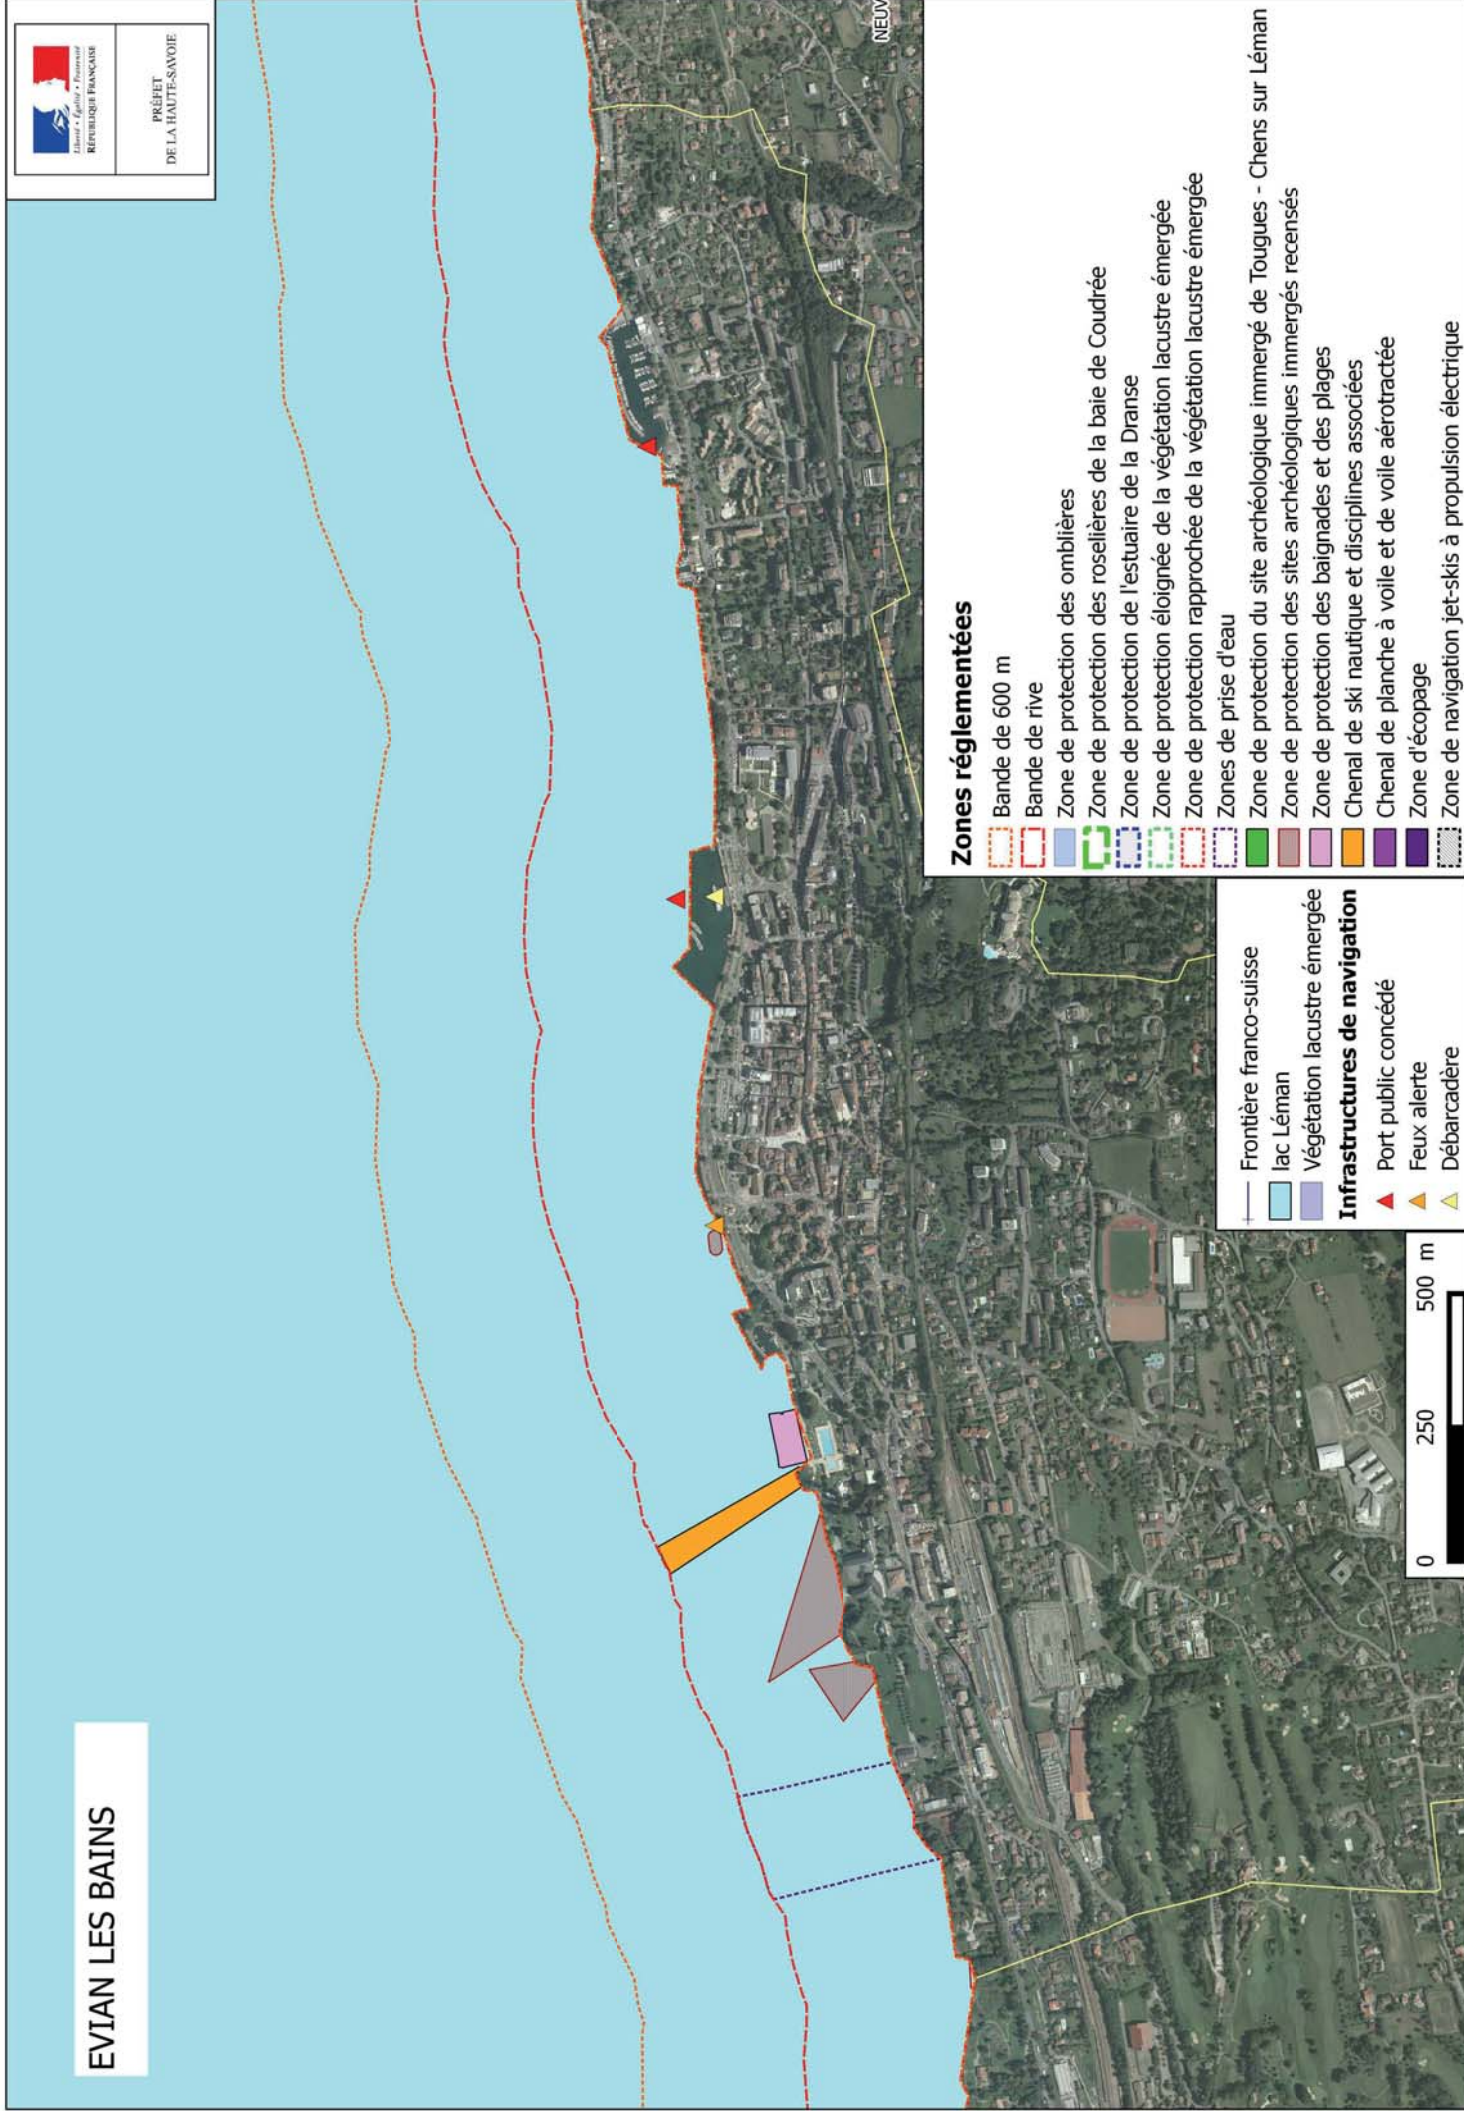 EVIAN LES BAINS
Liberté • Égalité • Fraternité
RÉPUBLIQUE FRANÇAISE
PRÉFET
DE LA HAUTE-SAVOIE
NEUV
Frontière franco-suisse
lac Léman
Végétation lacustre émergée
Infrastructures de navigation
Port public concédé
Feux alerte
Débarcadère
0 250 500 m
Zones réglementées
Bande de 600 m
Bande de rive
Zone de protection des omblières
Zone de protection des roselières de la baie de Coudrée
Zone de protection de l'estuaire de la Dranse
Zone de protection éloignée de la végétation lacustre émergée
Zone de protection rapprochée de la végétation lacustre émergée
Zones de prise d'eau
Zone de protection du site archéologique immergé de Tougues - Chens sur Léman
Zone de protection des sites archéologiques immergés recensés
Zone de protection des baignades et des plages
Chenal de ski nautique et disciplines associées
Chenal de planche à voile et de voile aérotractée
Zone d'écopage
Zone de navigation jet-skis à propulsion électrique